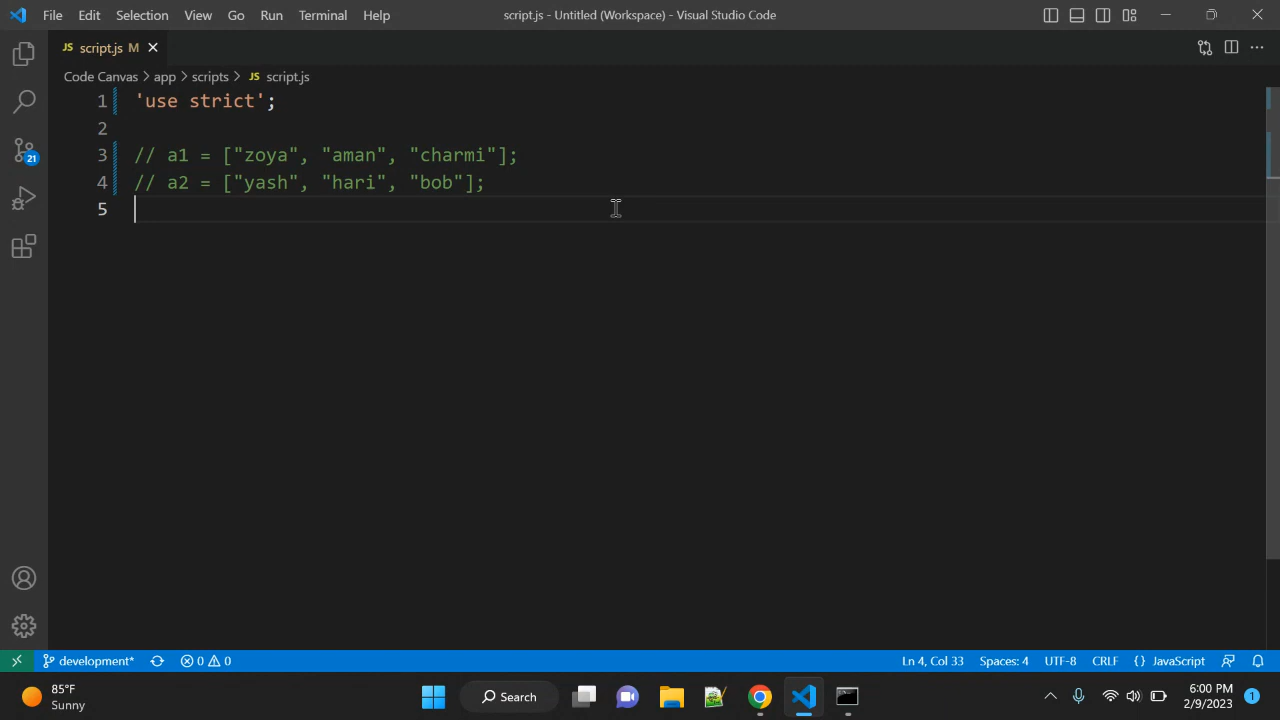 File Edit Selection View Go Run Terminal Help script.js - Untitled (Workspace) - Visual Studio Code
JS script.js M
Code Canvas > app > scripts > JS script.js
1 'use strict';
2
3 // a1 = ["zoya", "aman", "charmi"];
4 // a2 = ["yash", "hari", "bob"];
5
21
development* 0 0 Ln 4, Col 33 Spaces: 4 UTF-8 CRLF {} JavaScript
85°F
Sunny
Search
6:00 PM
2/9/2023
1